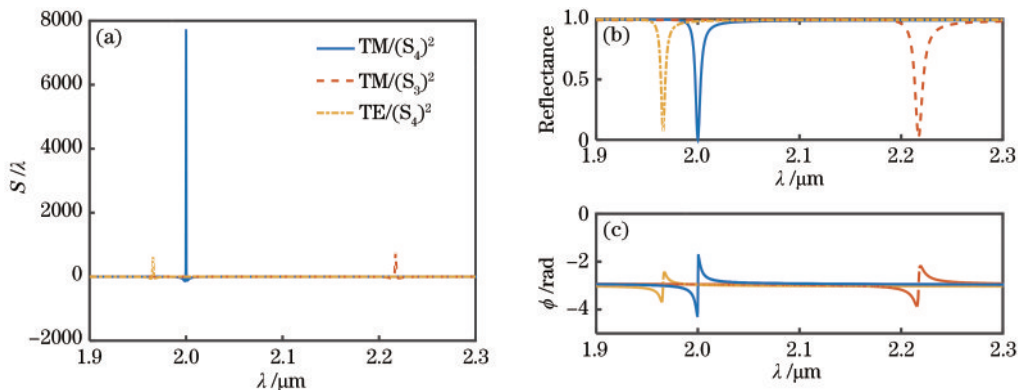 (a)
8000
6000
4000
2000
0
−2000
S/λ
TM/(S₄)²
TM/(S₃)²
TE/(S₄)²
1.9 2.0 2.1 2.2 2.3
λ/μm
(b)
1.0
0.5
0
Reflectance
1.9 2.0 2.1 2.2 2.3
λ/μm
(c)
0
−2
−4
ϕ/rad
1.9 2.0 2.1 2.2 2.3
λ/μm